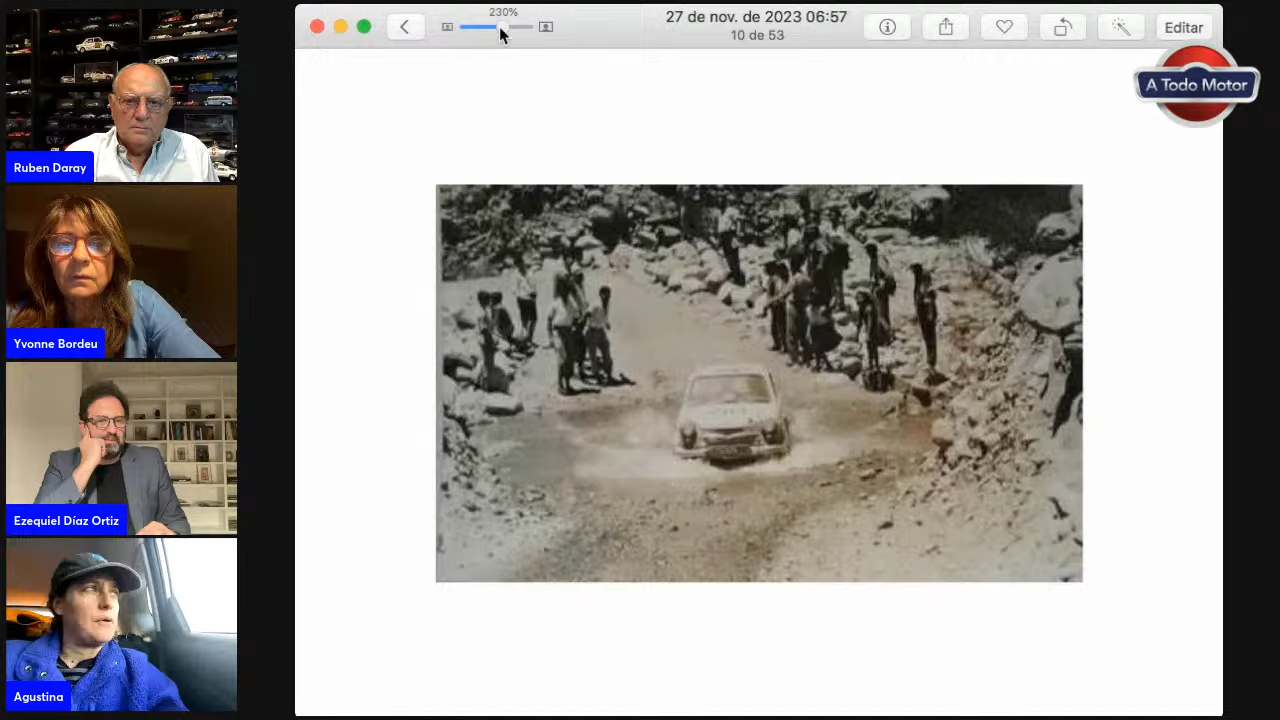 230%
27 de nov. de 2023 06:57
10 de 53
Editar
A Todo Motor
Ruben Daray
Yvonne Bordeu
Ezequiel Díaz Ortiz
Agustina